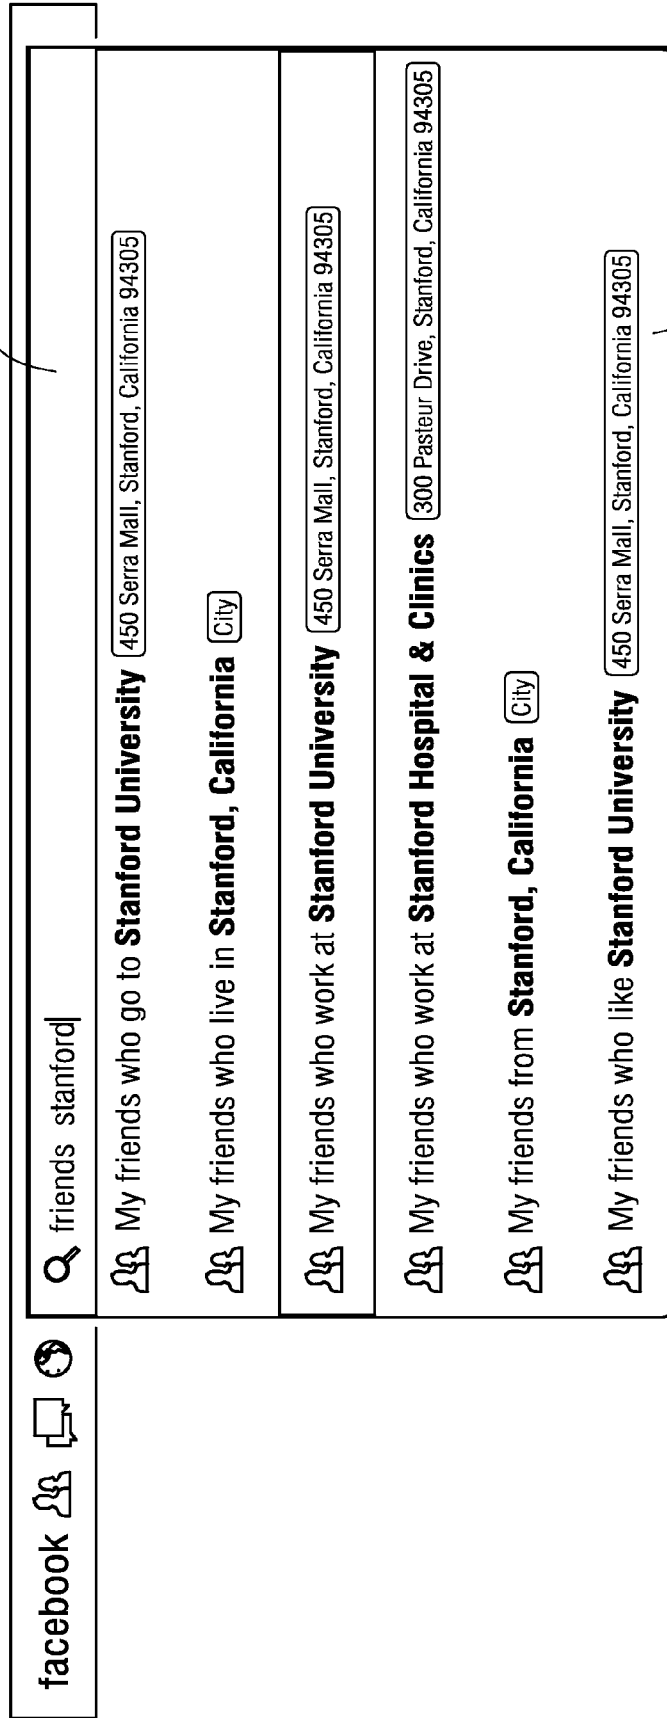 facebook
friends stanford
My friends who go to Stanford University 450 Serra Mall, Stanford, California 94305
My friends who live in Stanford, California City
My friends who work at Stanford University 450 Serra Mall, Stanford, California 94305
My friends who work at Stanford Hospital & Clinics 300 Pasteur Drive, Stanford, California 94305
My friends from Stanford, California City
My friends who like Stanford University 450 Serra Mall, Stanford, California 94305